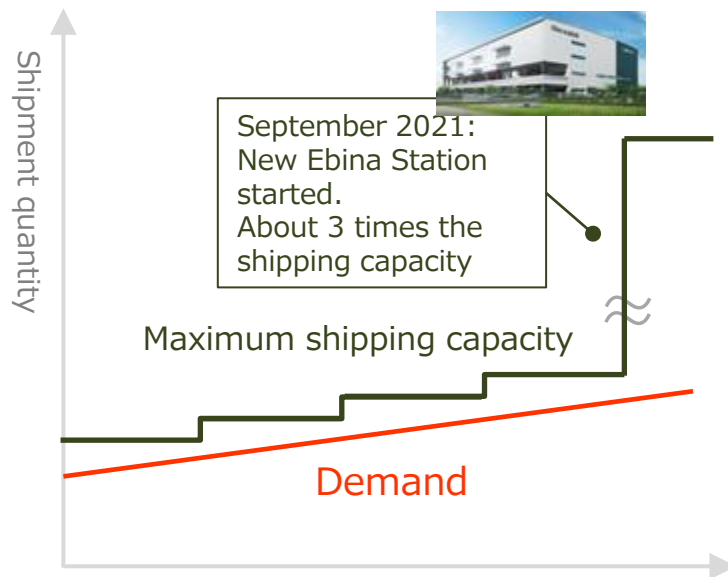 Shipment quantity
September 2021:
New Ebina Station
started.
About 3 times the
shipping capacity
Maximum shipping capacity
Demand